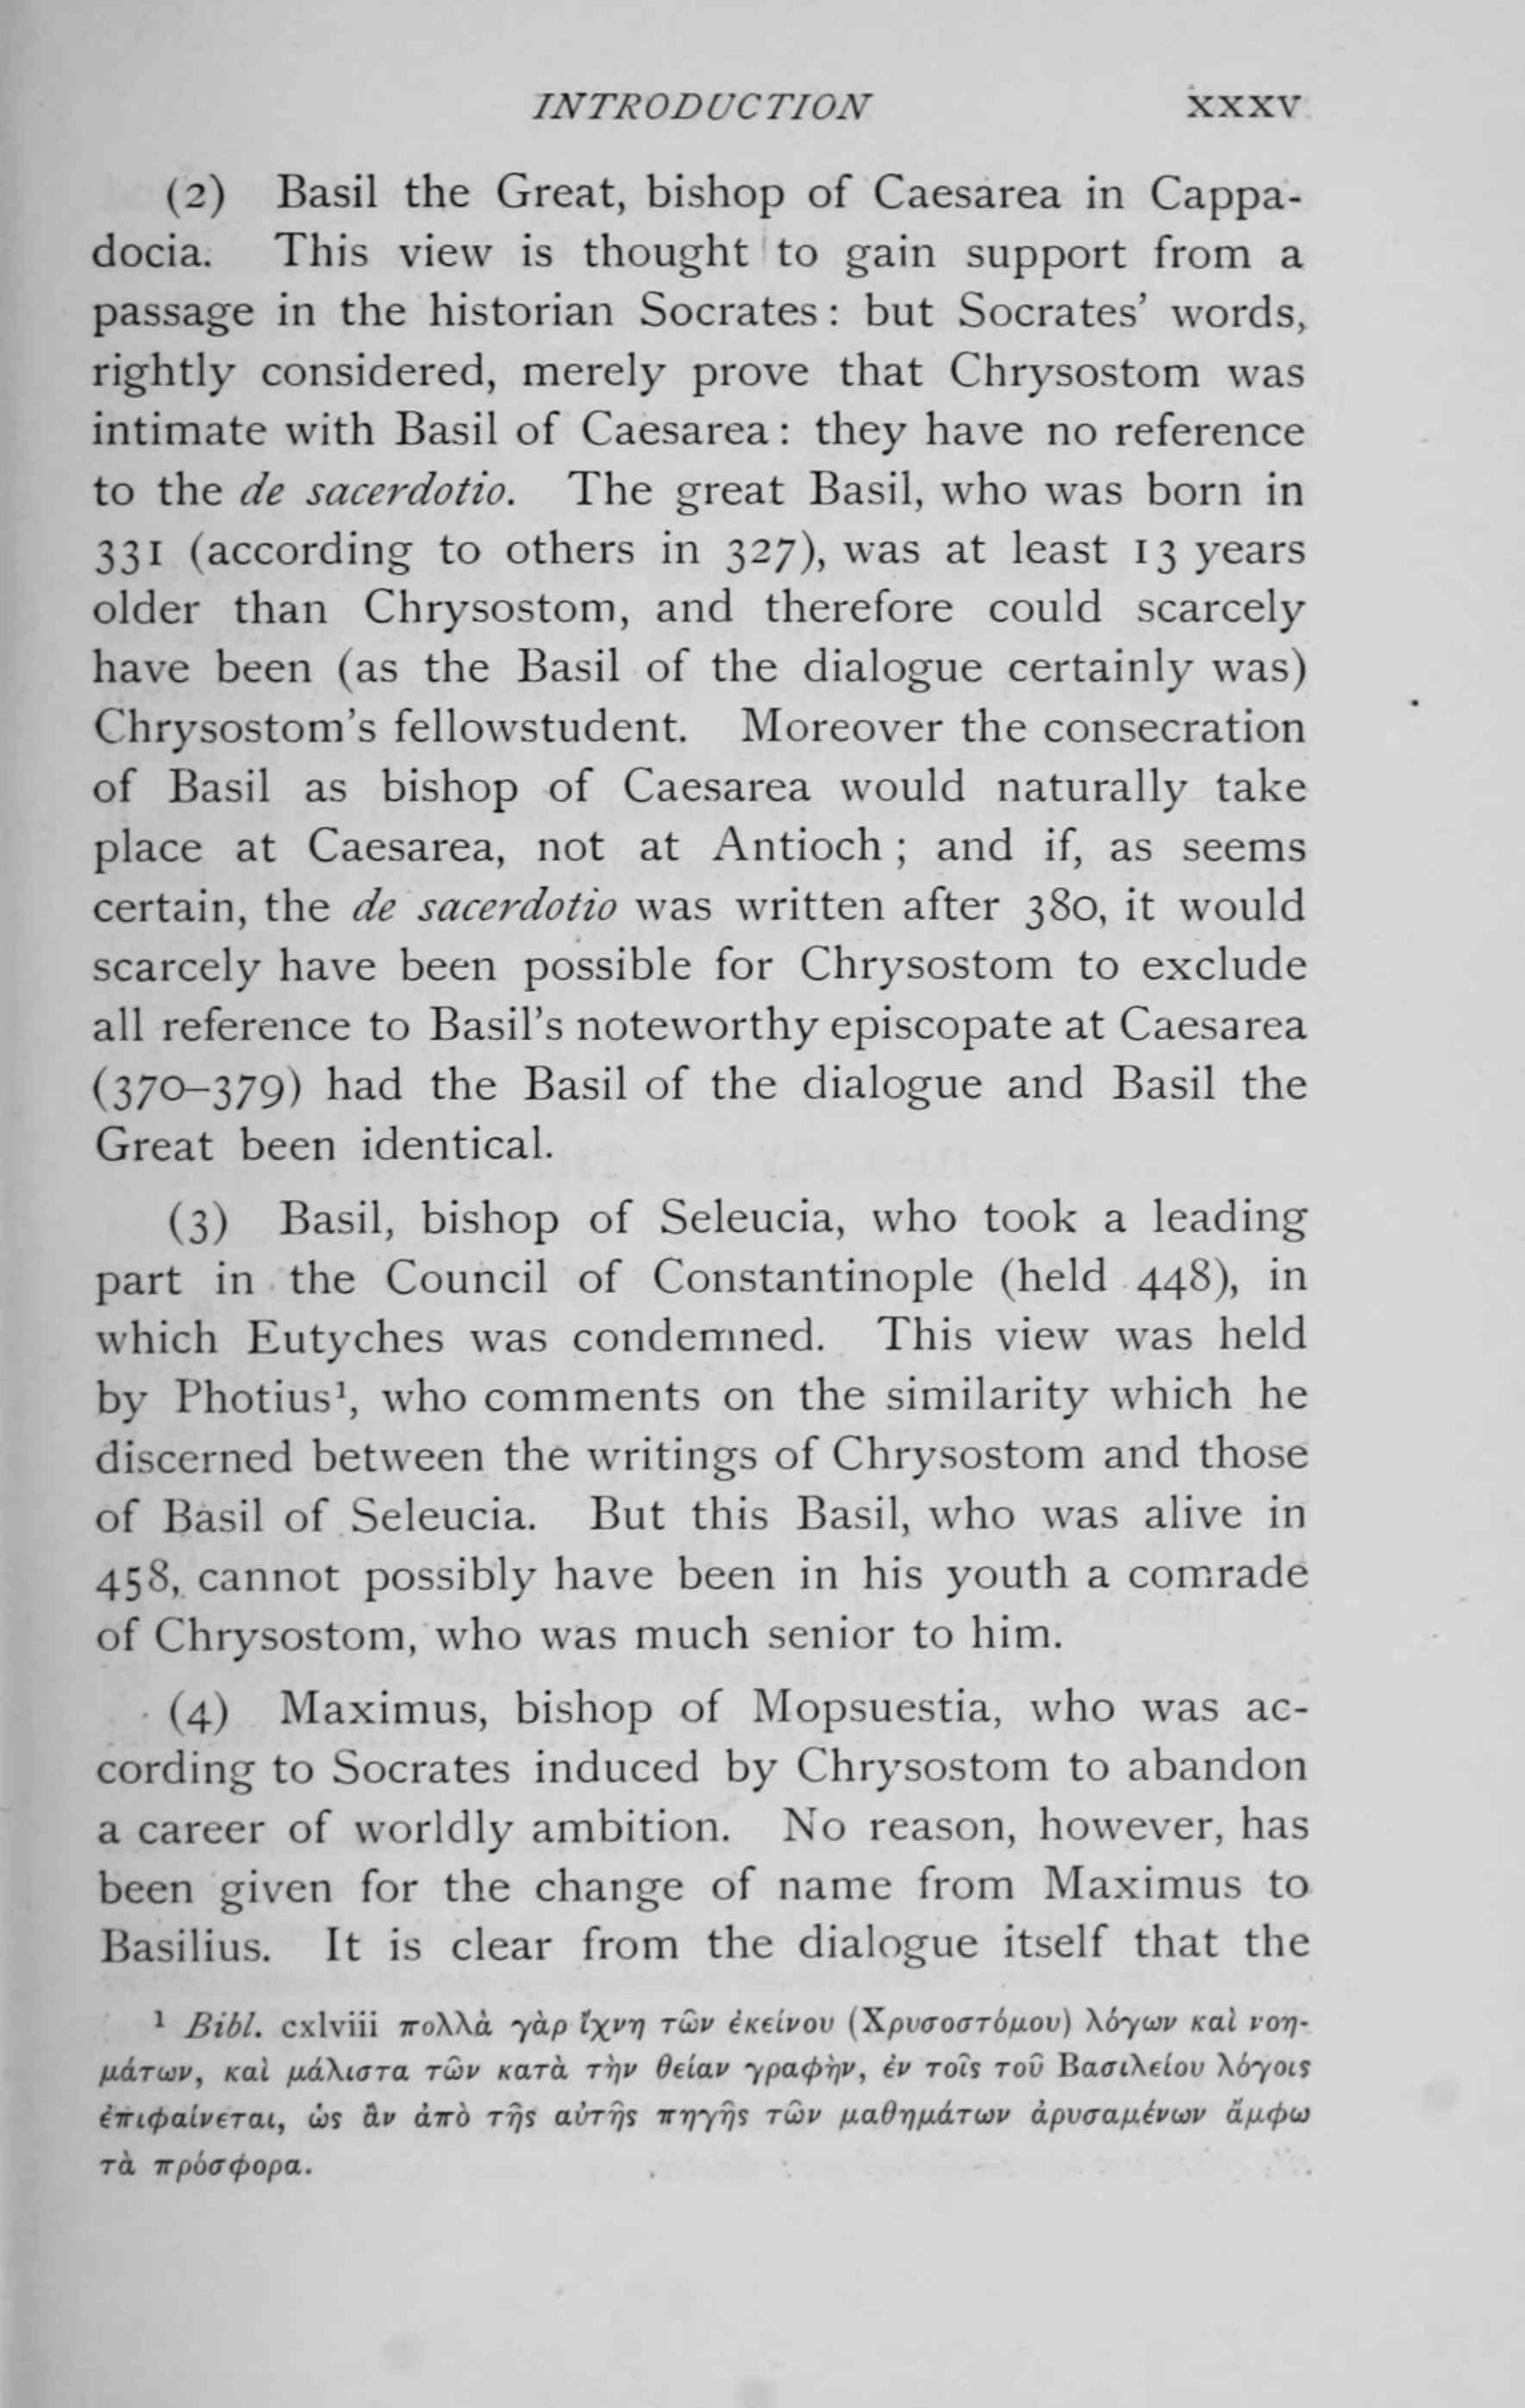 INTRODUCTION xxxv
(2) Basil the Great, bishop of Caesarea in Cappa-
docia. This view is thought to gain support from a
passage in the historian Socrates: but Socrates' words,
rightly considered, merely prove that Chrysostom was
intimate with Basil of Caesarea: they have no reference
to the de sacerdotio. The great Basil, who was born in
331 (according to others in 327), was at least 13 years
older than Chrysostom, and therefore could scarcely
have been (as the Basil of the dialogue certainly was)
Chrysostom's fellowstudent. Moreover the consecration
of Basil as bishop of Caesarea would naturally take
place at Caesarea, not at Antioch; and if, as seems
certain, the de sacerdotio was written after 380, it would
scarcely have been possible for Chrysostom to exclude
all reference to Basil's noteworthy episcopate at Caesarea
(370–379) had the Basil of the dialogue and Basil the
Great been identical.
(3) Basil, bishop of Seleucia, who took a leading
part in the Council of Constantinople (held 448), in
which Eutyches was condemned. This view was held
by Photius¹, who comments on the similarity which he
discerned between the writings of Chrysostom and those
of Basil of Seleucia. But this Basil, who was alive in
458, cannot possibly have been in his youth a comrade
of Chrysostom, who was much senior to him.
(4) Maximus, bishop of Mopsuestia, who was ac-
cording to Socrates induced by Chrysostom to abandon
a career of worldly ambition. No reason, however, has
been given for the change of name from Maximus to
Basilius. It is clear from the dialogue itself that the
¹ Bibl. cxlviii πολλὰ γὰρ ἴχνη τῶν ἐκείνου (Χρυσοστόμου) λόγων καὶ νοη-
μάτων, καὶ μάλιστα τῶν κατὰ τὴν θείαν γραφὴν, ἐν τοῖς τοῦ Βασιλείου λόγοις
ἐπιφαίνεται, ὡς ἂν ἀπὸ τῆς αὐτῆς πηγῆς τῶν μαθημάτων ἀρυσαμένων ἄμφω
τὰ πρόσφορα.